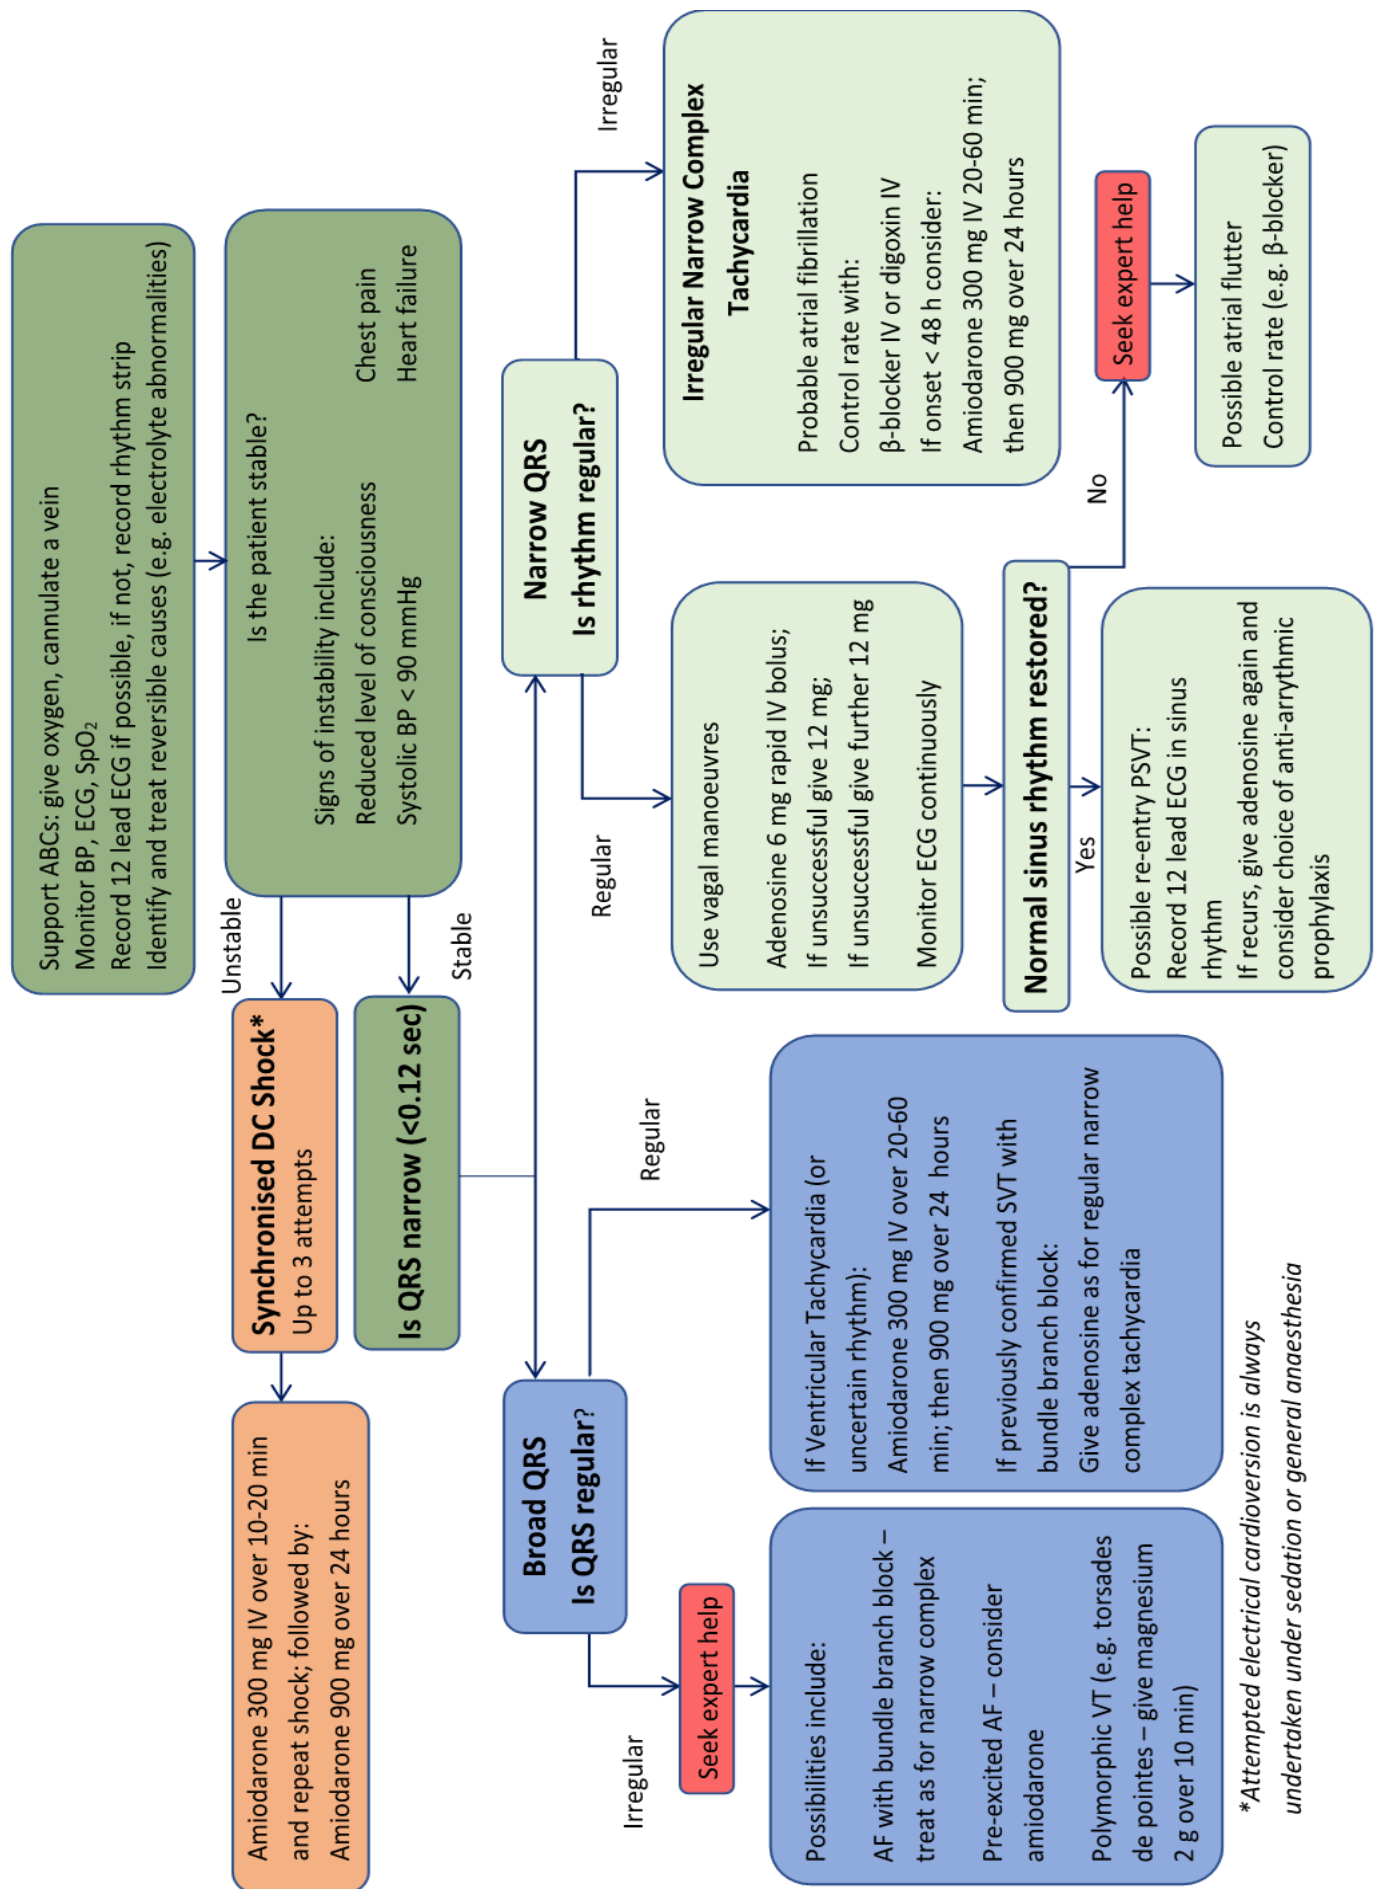 Support ABCs: give oxygen, cannulate a vein
Monitor BP, ECG, SpO₂
Record 12 lead ECG if possible, if not, record rhythm strip
Identify and treat reversible causes (e.g. electrolyte abnormalities)
Is the patient stable?
Signs of instability include:
Reduced level of consciousness
Chest pain
Systolic BP < 90 mmHg
Heart failure
Unstable
Stable
Synchronised DC Shock*
Up to 3 attempts
Amiodarone 300 mg IV over 10-20 min
and repeat shock; followed by:
Amiodarone 900 mg over 24 hours
Is QRS narrow (<0.12 sec)
Broad QRS
Is QRS regular?
Narrow QRS
Is rhythm regular?
Irregular
Seek expert help
Possibilities include:
AF with bundle branch block –
treat as for narrow complex
Pre-excited AF – consider
amiodarone
Polymorphic VT (e.g. torsades
de pointes – give magnesium
2 g over 10 min)
Regular
If Ventricular Tachycardia (or
uncertain rhythm):
Amiodarone 300 mg IV over 20-60
min; then 900 mg over 24 hours
If previously confirmed SVT with
bundle branch block:
Give adenosine as for regular narrow
complex tachycardia
Regular
Use vagal manoeuvres
Adenosine 6 mg rapid IV bolus;
If unsuccessful give 12 mg;
If unsuccessful give further 12 mg
Monitor ECG continuously
Normal sinus rhythm restored?
Yes
Possible re-entry PSVT:
Record 12 lead ECG in sinus
rhythm
If recurs, give adenosine again and
consider choice of anti-arrythmic
prophylaxis
No
Seek expert help
Possible atrial flutter
Control rate (e.g. β-blocker)
Irregular
Irregular Narrow Complex
Tachycardia
Probable atrial fibrillation
Control rate with:
β-blocker IV or digoxin IV
If onset < 48 h consider:
Amiodarone 300 mg IV 20-60 min;
then 900 mg over 24 hours
*Attempted electrical cardioversion is always
undertaken under sedation or general anaesthesia